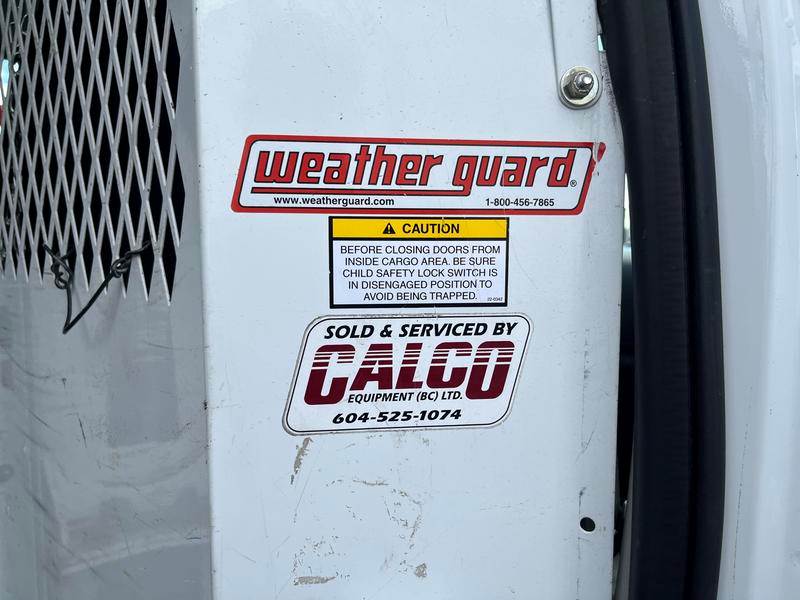 weather guard®
www.weatherguard.com 1-800-456-7865
CAUTION
BEFORE CLOSING DOORS FROM
INSIDE CARGO AREA. BE SURE
CHILD SAFETY LOCK SWITCH IS
IN DISENGAGED POSITION TO
AVOID BEING TRAPPED. 22-0342
SOLD & SERVICED BY
CALCO
EQUIPMENT (BC) LTD.
604-525-1074